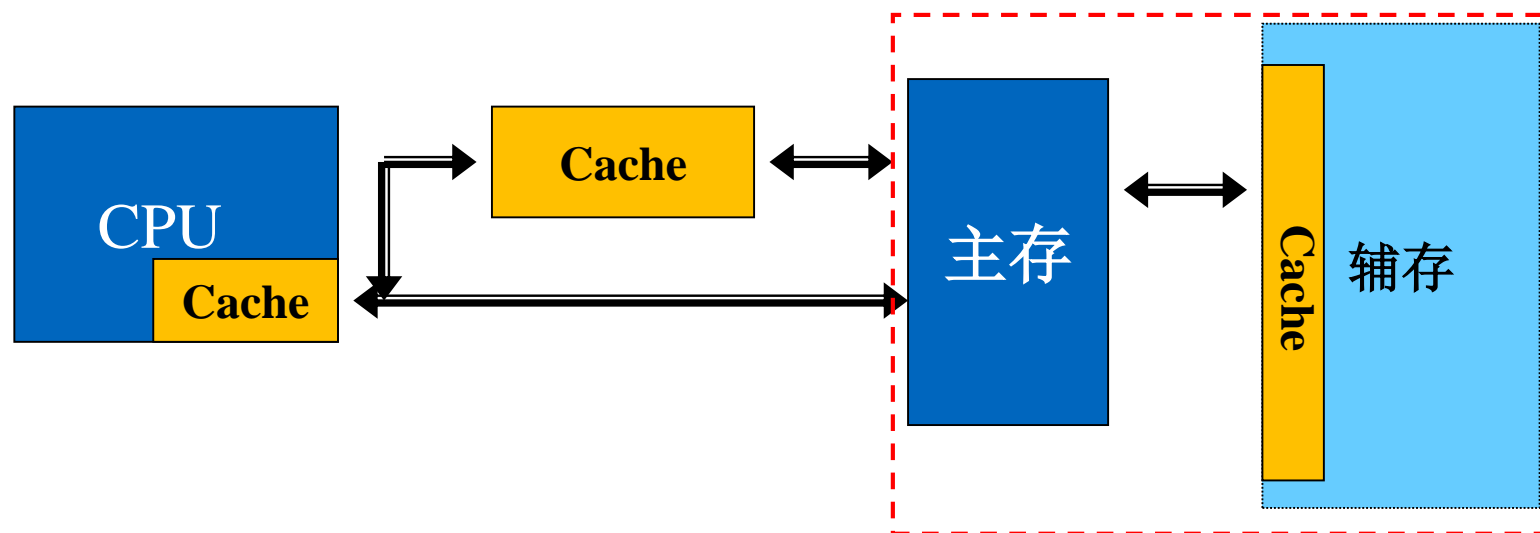 CPU
Cache
Cache
主存
Cache
辅存